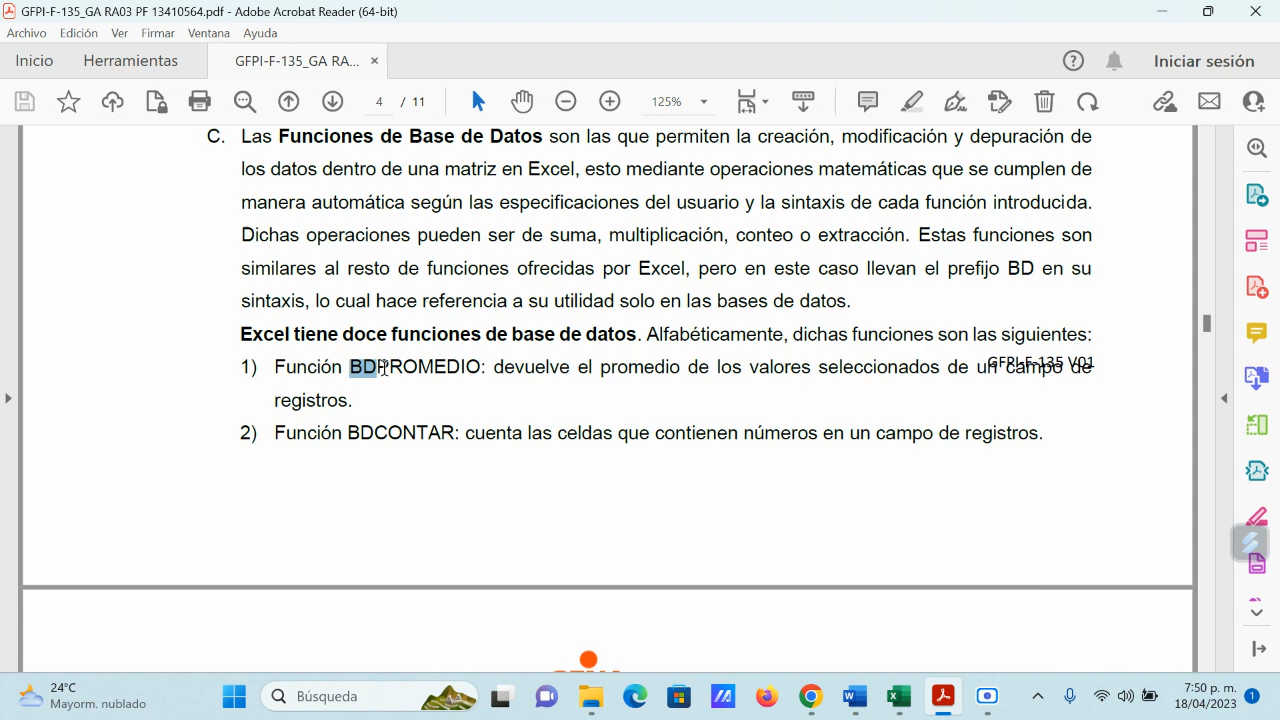 GFPI-F-135_GA RA03 PF 13410564.pdf - Adobe Acrobat Reader (64-bit)
Archivo Edición Ver Firmar Ventana Ayuda
Inicio Herramientas GFPI-F-135_GA RA... × Iniciar sesión
4 / 11 125%
C. Las Funciones de Base de Datos son las que permiten la creación, modificación y depuración de
los datos dentro de una matriz en Excel, esto mediante operaciones matemáticas que se cumplen de
manera automática según las especificaciones del usuario y la sintaxis de cada función introducida.
Dichas operaciones pueden ser de suma, multiplicación, conteo o extracción. Estas funciones son
similares al resto de funciones ofrecidas por Excel, pero en este caso llevan el prefijo BD en su
sintaxis, lo cual hace referencia a su utilidad solo en las bases de datos.
Excel tiene doce funciones de base de datos. Alfabéticamente, dichas funciones son las siguientes:
1) Función BDPROMEDIO: devuelve el promedio de los valores seleccionados de un campo de
GFPI-F-135 V01
registros.
2) Función BDCONTAR: cuenta las celdas que contienen números en un campo de registros.
24°C
Mayorm. nublado
Búsqueda
7:50 p. m.
18/04/2023
1